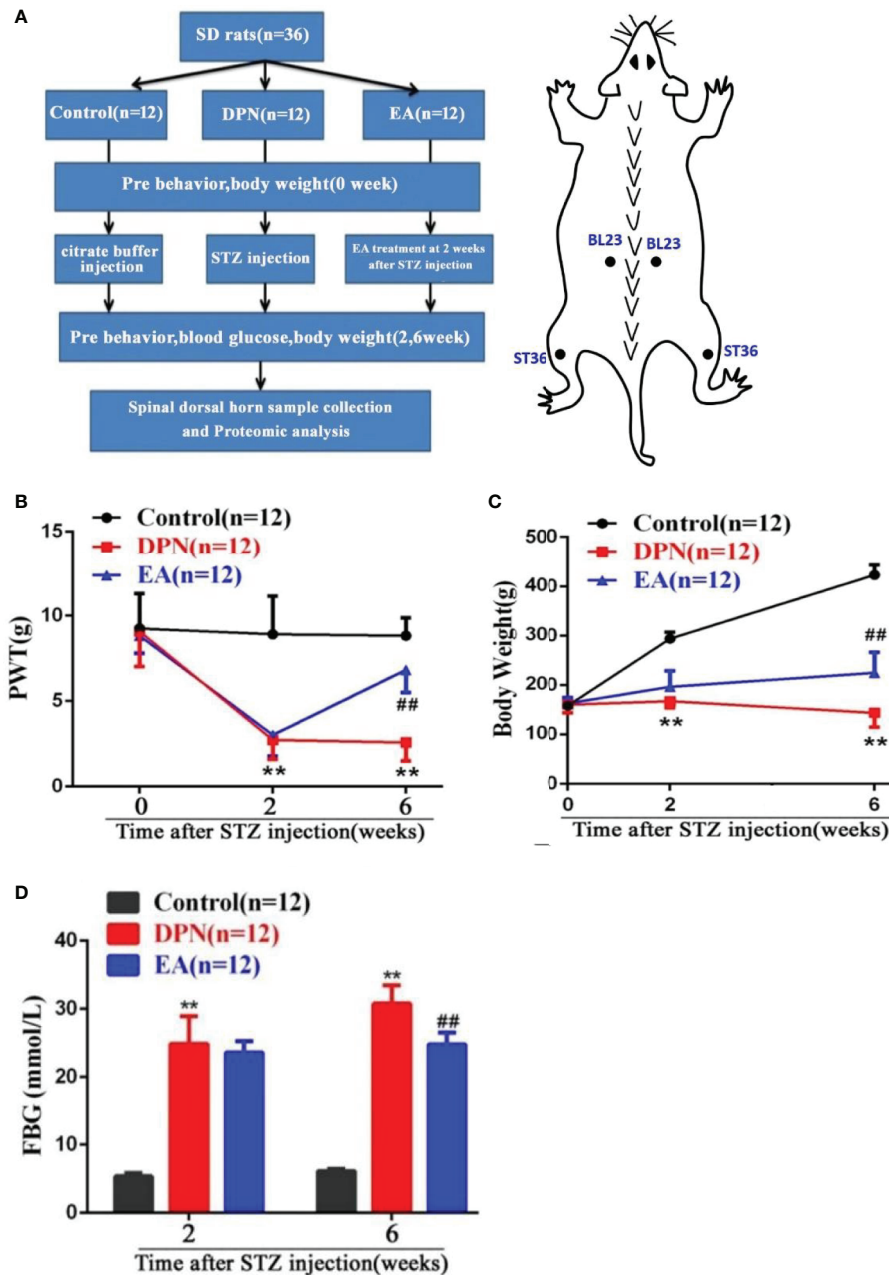 A
SD rats(n=36)
Control(n=12)
DPN(n=12)
EA(n=12)
Pre behavior,body weight(0 week)
citrate buffer
injection
STZ injection
EA treatment at 2 weeks
after STZ injection
Pre behavior,blood glucose,body weight(2,6week)
Spinal dorsal horn sample collection
and Proteomic analysis
BL23
BL23
ST36
ST36
B
Control(n=12)
DPN(n=12)
EA(n=12)
15
10
5
0
PWT(g)
##
**
**
0
2
6
Time after STZ injection(weeks)
C
Control(n=12)
DPN(n=12)
EA(n=12)
500
400
300
200
100
0
Body Weight(g)
##
**
**
0
2
6
Time after STZ injection(weeks)
D
Control(n=12)
DPN(n=12)
EA(n=12)
40
30
20
10
0
FBG (mmol/L)
**
**
##
2
6
Time after STZ injection(weeks)